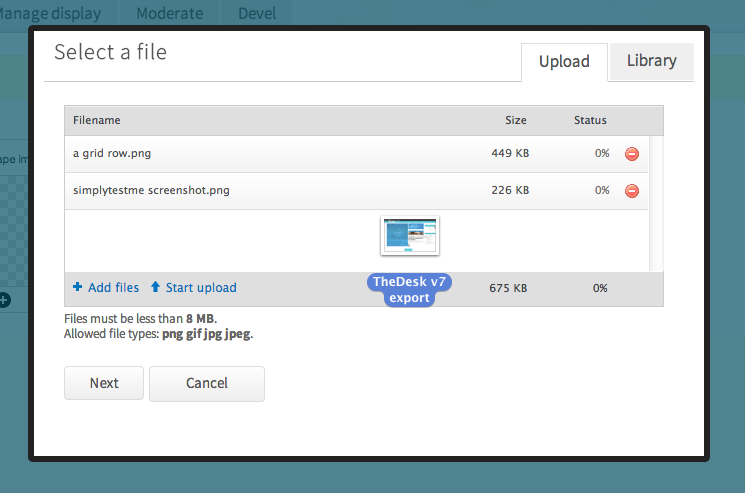 Manage display Moderate Devel
Select a file
Upload Library
Filename Size Status
a grid row.png 449 KB 0%
simplytestme screenshot.png 226 KB 0%
Add files Start upload 675 KB 0%
TheDesk v7
export
Files must be less than 8 MB.
Allowed file types: png gif jpg jpeg.
Next Cancel